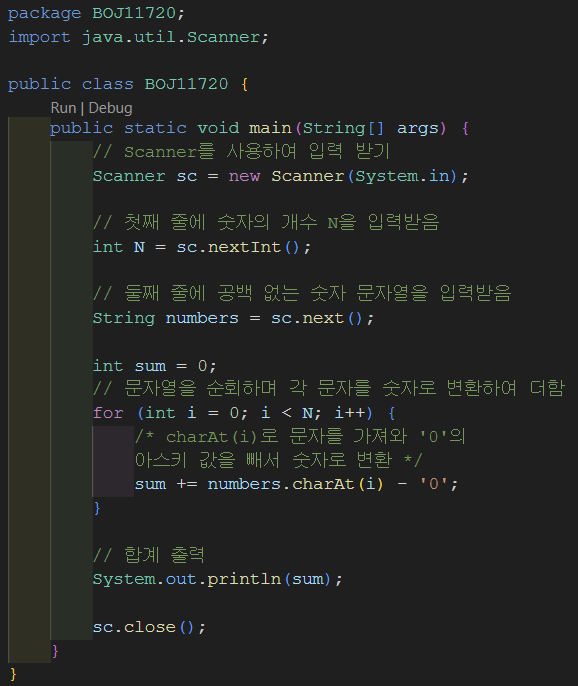 package BOJ11720;
import java.util.Scanner;
public class BOJ11720 {
Run | Debug
public static void main(String[] args) {
// Scanner를 사용하여 입력 받기
Scanner sc = new Scanner(System.in);
// 첫째 줄에 숫자의 개수 N을 입력받음
int N = sc.nextInt();
// 둘째 줄에 공백 없는 숫자 문자열을 입력받음
String numbers = sc.next();
int sum = 0;
// 문자열을 순회하며 각 문자를 숫자로 변환하여 더함
for (int i = 0; i < N; i++) {
/* charAt(i)로 문자를 가져와 '0'의
아스키 값을 빼서 숫자로 변환 */
sum += numbers.charAt(i) - '0';
}
// 합계 출력
System.out.println(sum);
sc.close();
}
}